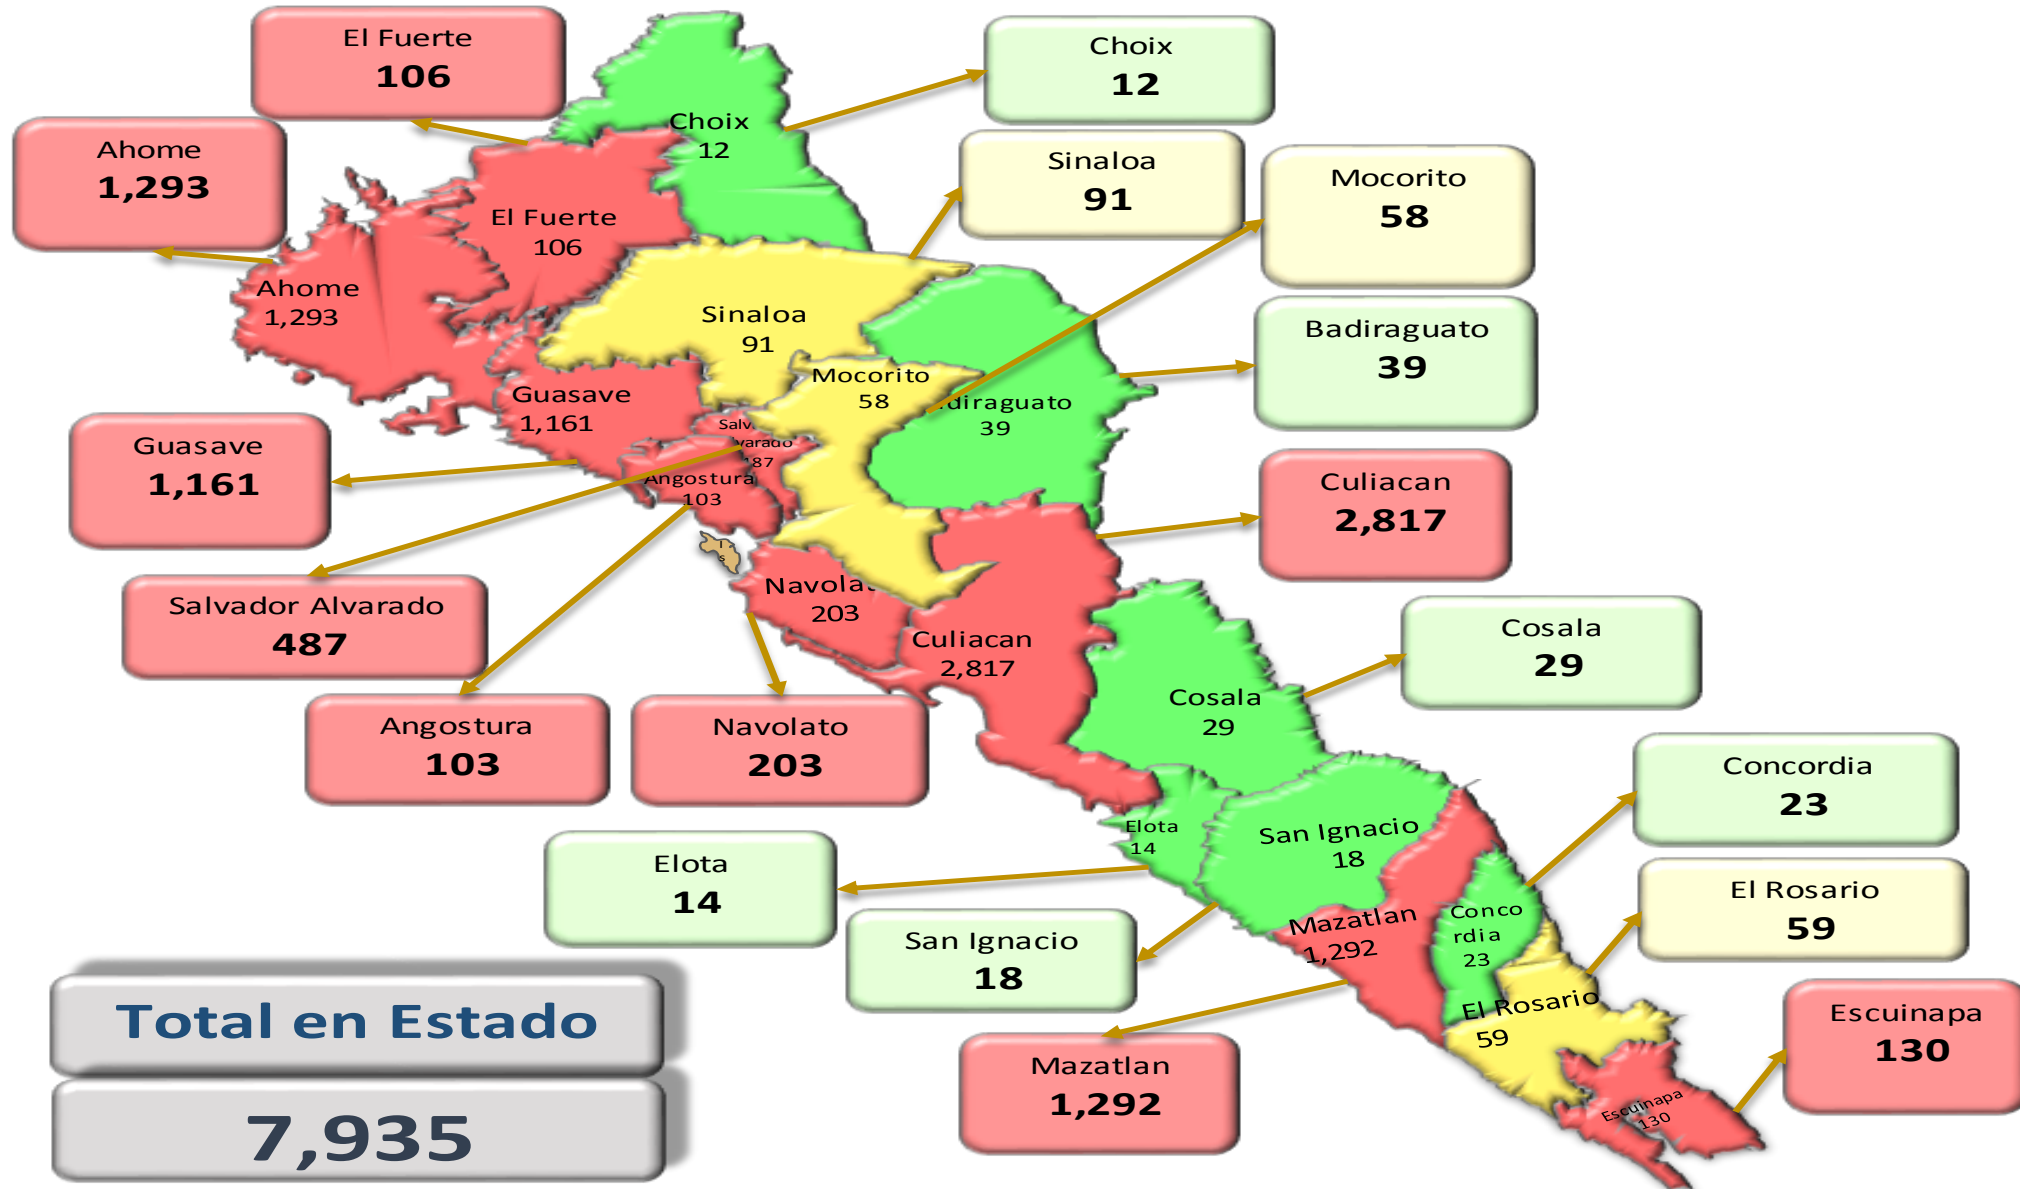 El Fuerte
106
Choix
12
Ahome
1,293
Sinaloa
91
Mocorito
58
Badiraguato
39
Guasave
1,161
Culiacan
2,817
Salvador Alvarado
487
Angostura
103
Navolato
203
Cosala
29
Concordia
23
Elota
14
San Ignacio
18
El Rosario
59
Mazatlan
1,292
Escuinapa
130
Choix
12
El Fuerte
106
Ahome
1,293
Sinaloa
91
Mocorito
58
diraguato
39
Guasave
1,161
Salv
varado
87
Angostura
103
Navola
203
Culiacan
2,817
Cosala
29
Elota
14
San Ignacio
18
Mazatlan
1,292
Conco
rdia
23
El Rosario
59
Escuinapa
130
Total en Estado
7,935